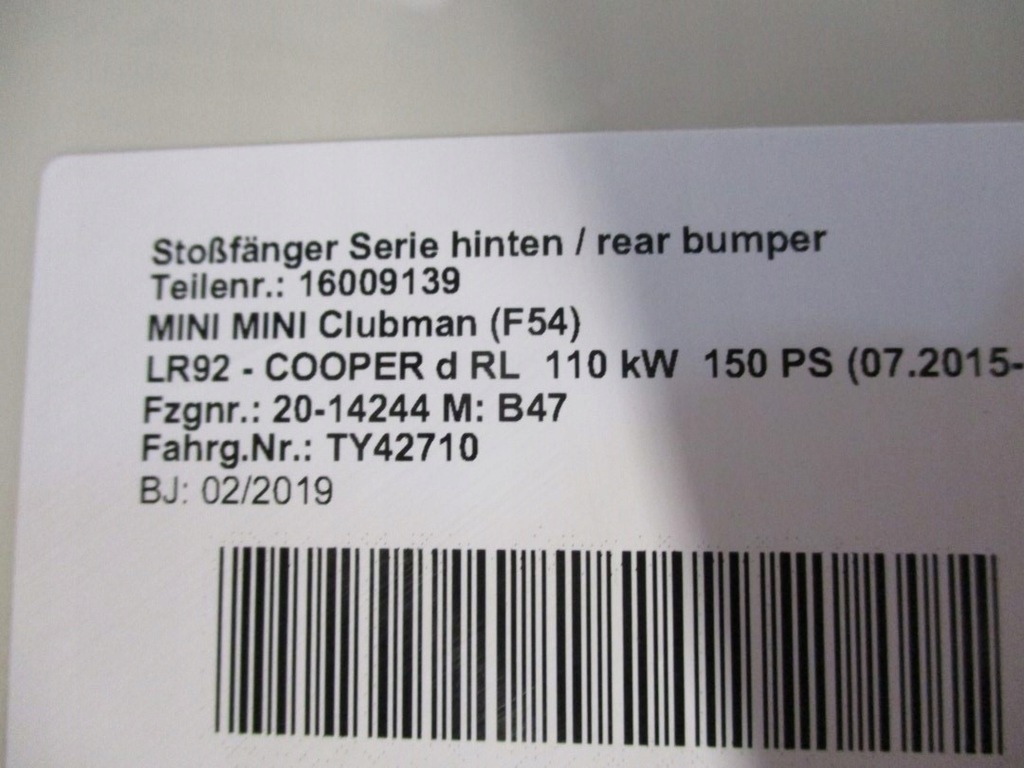 Stoßfänger Serie hinten / rear bumper
Teilenr.: 16009139
MINI MINI Clubman (F54)
LR92 - COOPER d RL 110 kW 150 PS (07.2015-
Fzgnr.: 20-14244 M: B47
Fahrg.Nr.: TY42710
BJ: 02/2019